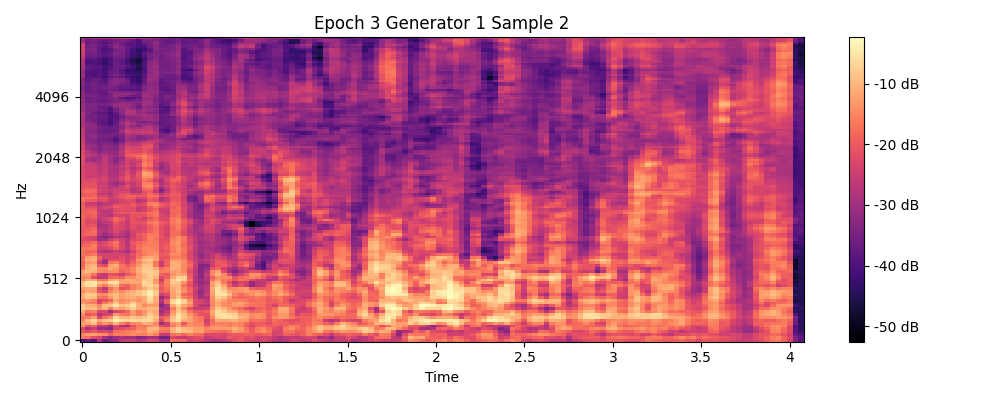 Epoch 3 Generator 1 Sample 2
Hz
4096
2048
1024
512
0
0 0.5 1 1.5 2 2.5 3 3.5 4
Time
-10 dB
-20 dB
-30 dB
-40 dB
-50 dB